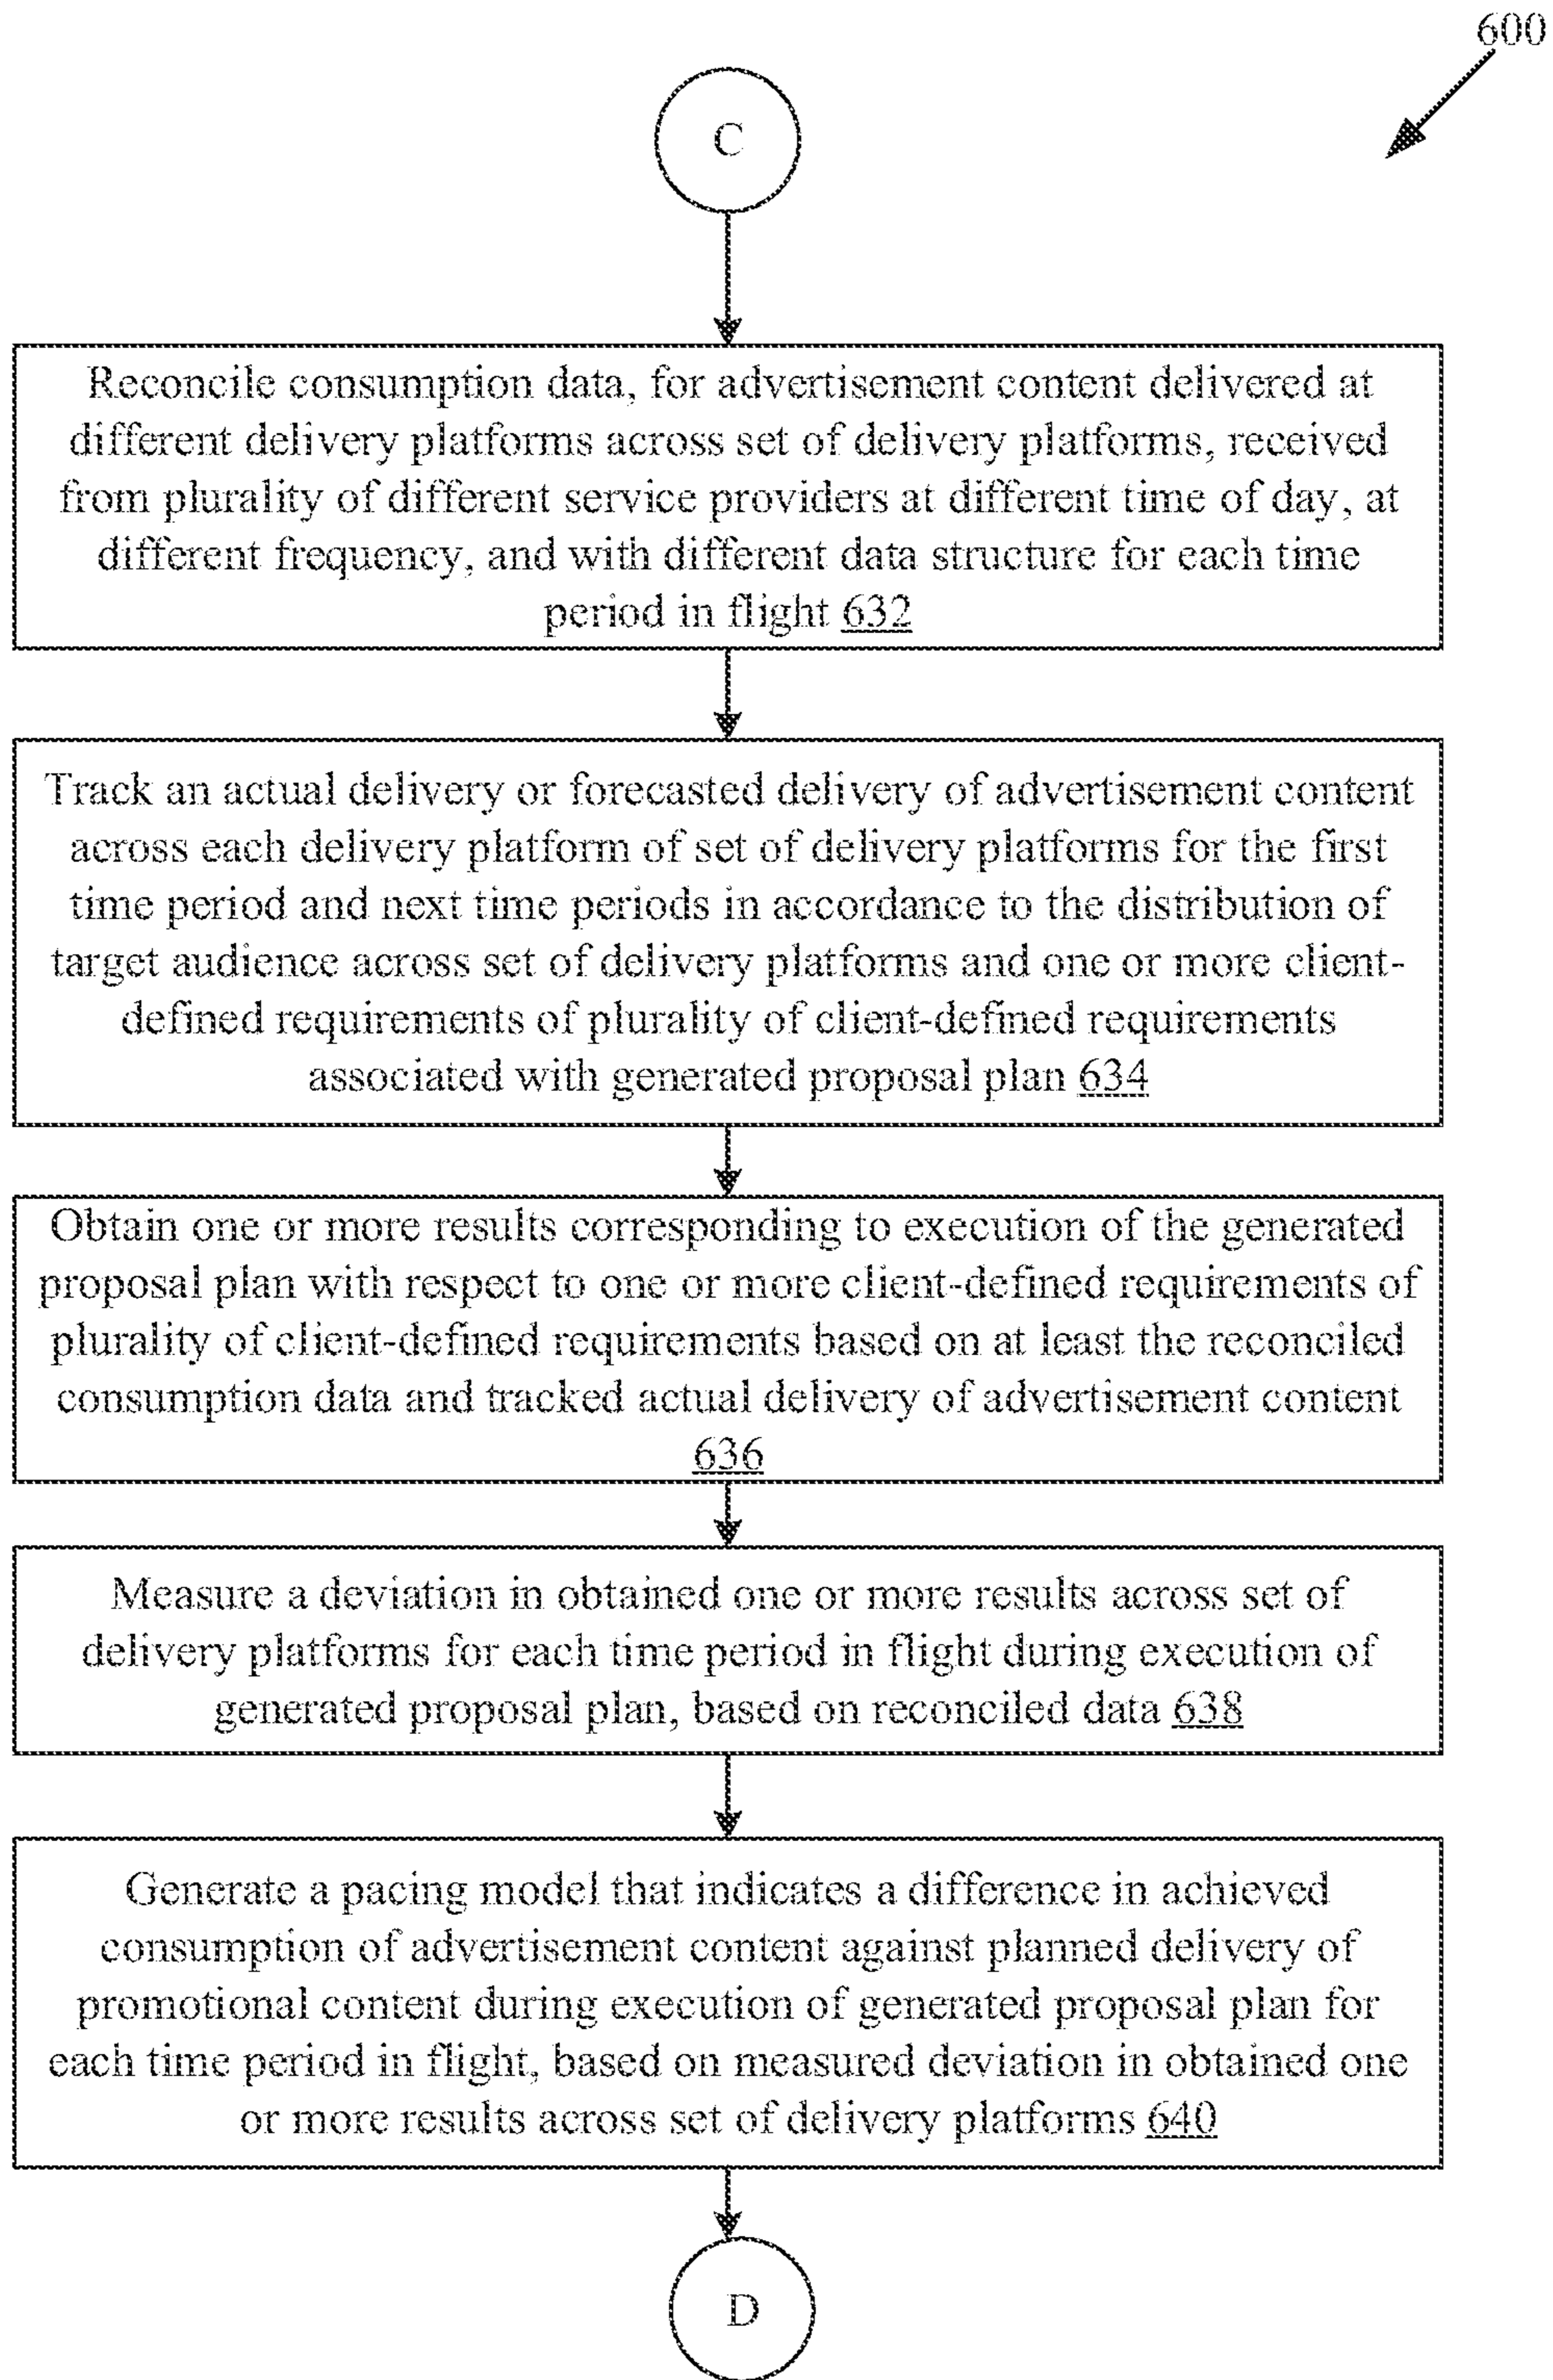 600
C
Reconcile consumption data, for advertisement content delivered at
different delivery platforms across set of delivery platforms, received
from plurality of different service providers at different time of day, at
different frequency, and with different data structure for each time
period in flight 632
Track an actual delivery or forecasted delivery of advertisement content
across each delivery platform of set of delivery platforms for the first
time period and next time periods in accordance to the distribution of
target audience across set of delivery platforms and one or more client-
defined requirements of plurality of client-defined requirements
associated with generated proposal plan 634
Obtain one or more results corresponding to execution of the generated
proposal plan with respect to one or more client-defined requirements of
plurality of client-defined requirements based on at least the reconciled
consumption data and tracked actual delivery of advertisement content
636
Measure a deviation in obtained one or more results across set of
delivery platforms for each time period in flight during execution of
generated proposal plan, based on reconciled data 638
Generate a pacing model that indicates a difference in achieved
consumption of advertisement content against planned delivery of
promotional content during execution of generated proposal plan for
each time period in flight, based on measured deviation in obtained one
or more results across set of delivery platforms 640
D